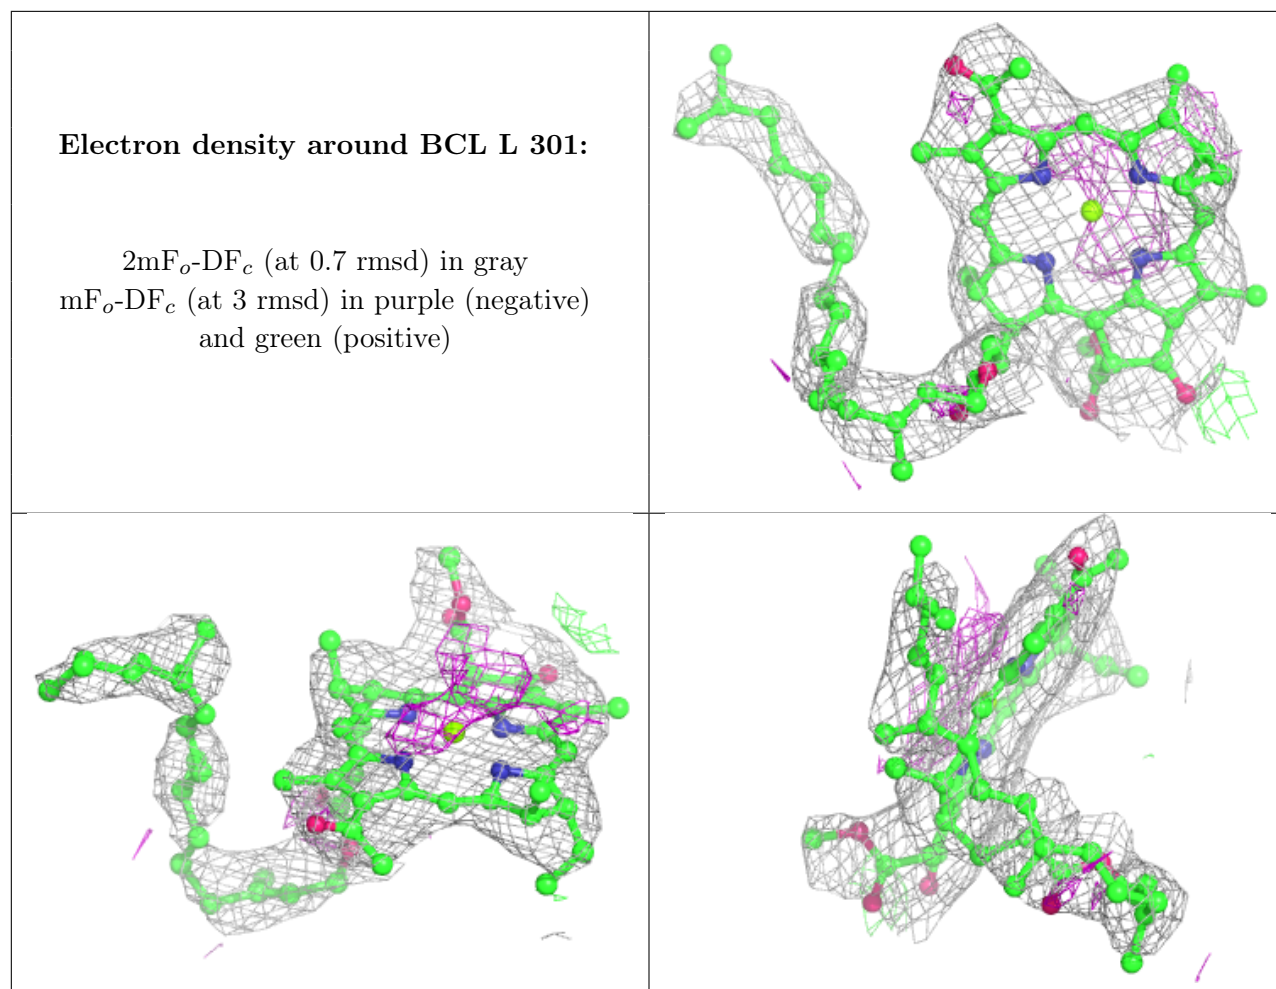 Electron density around BCL L 301:
2mFo-DFc (at 0.7 rmsd) in gray
mFo-DFc (at 3 rmsd) in purple (negative)
and green (positive)